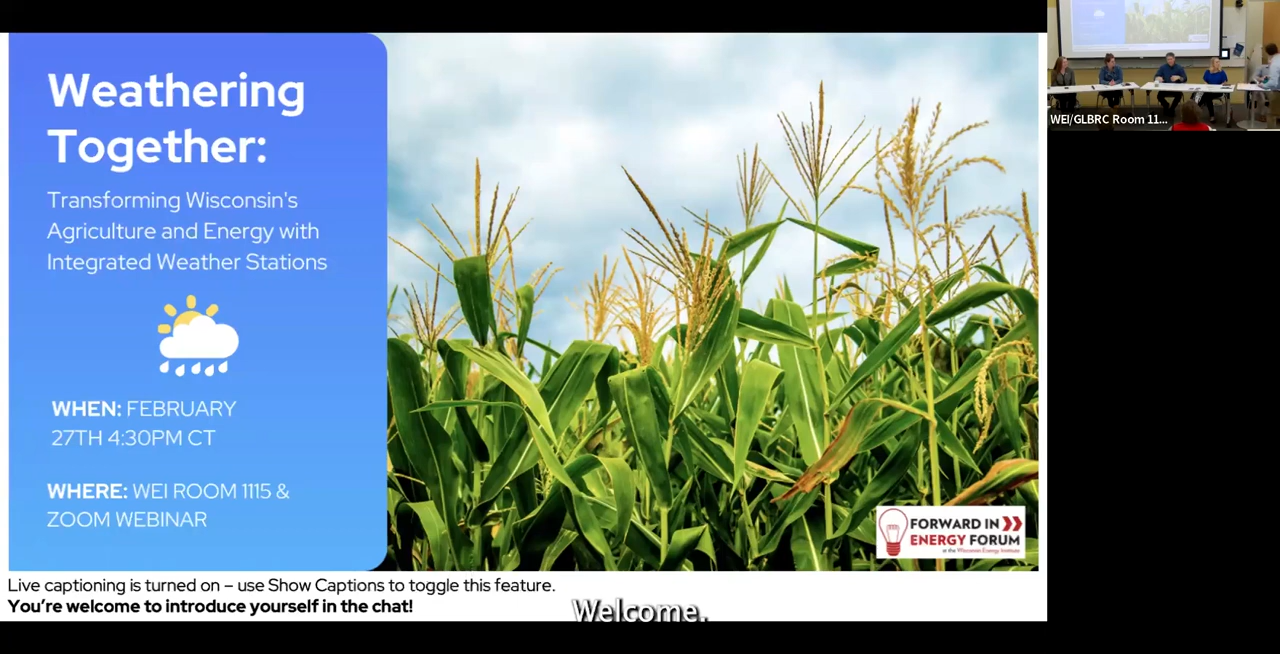 Weathering
Together:
Transforming Wisconsin's
Agriculture and Energy with
Integrated Weather Stations
WHEN: FEBRUARY
27TH 4:30PM CT
WHERE: WEI ROOM 1115 &
ZOOM WEBINAR
FORWARD IN
ENERGY FORUM
at the Wisconsin Energy Institute
Live captioning is turned on – use Show Captions to toggle this feature.
You’re welcome to introduce yourself in the chat!
Welcome.
WEI/GLBRC Room 11...